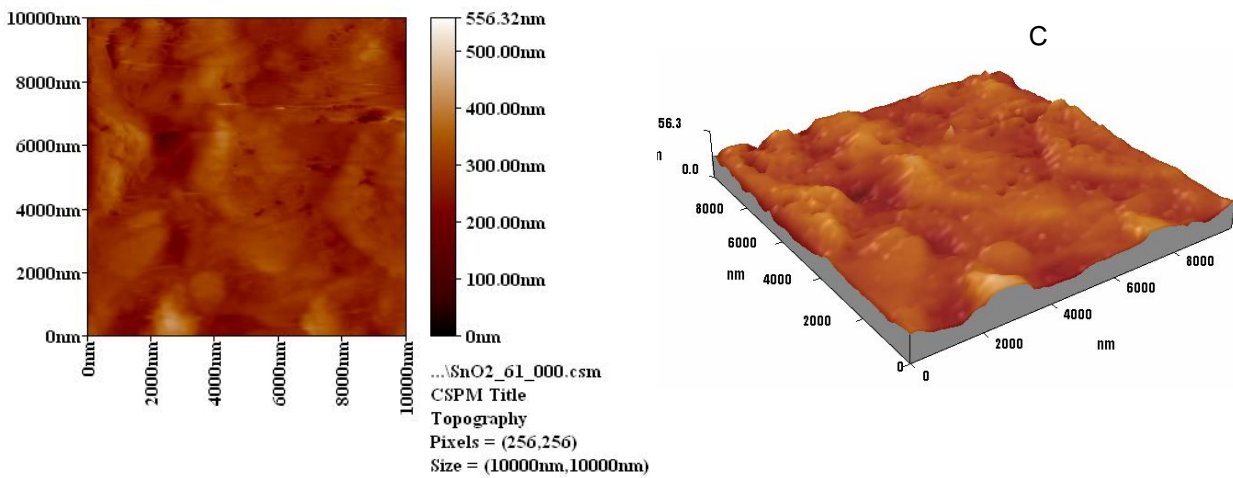 10000nm
8000nm
6000nm
4000nm
2000nm
0nm
0nm
2000nm
4000nm
6000nm
8000nm
10000nm
556.32nm
500.00nm
400.00nm
300.00nm
200.00nm
100.00nm
0nm
...\SnO2_61_000.csm
CSPM Title
Topography
Pixels = (256,256)
Size = (10000nm,10000nm)
C
56.3
0.0
8000
6000
nm
4000
2000
0
0
2000
4000
nm
6000
8000